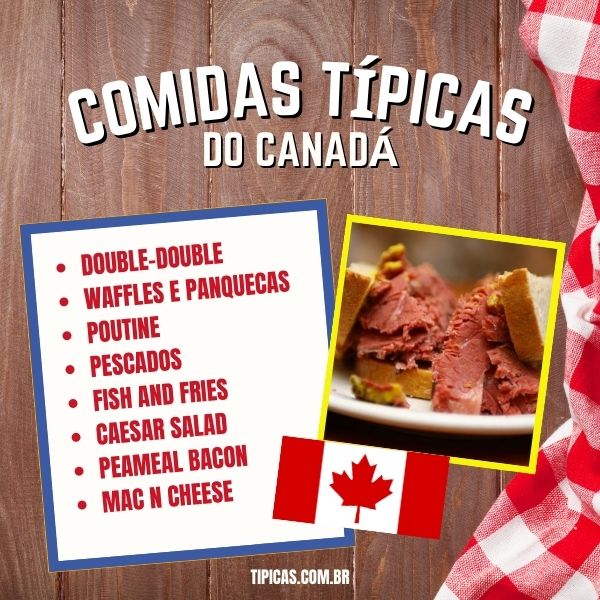 COMIDAS TÍPICAS
DO CANADÁ
• DOUBLE-DOUBLE
• WAFFLES E PANQUECAS
• POUTINE
• PESCADOS
• FISH AND FRIES
• CAESAR SALAD
• PEAMEAL BACON
• MAC N CHEESE
TIPICAS.COM.BR